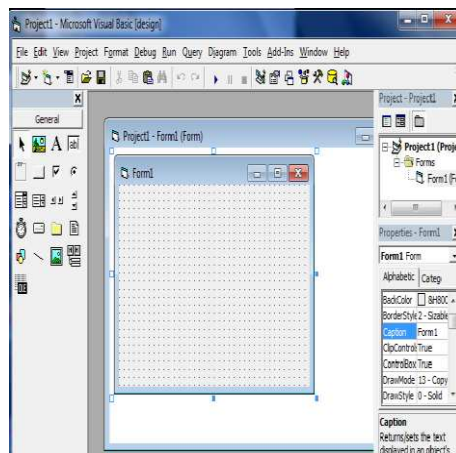 Project1 - Microsoft Visual Basic [design]
File Edit View Project Format Debug Run Query Diagram Tools Add-Ins Window Help
General
A
ab|
Project1 - Form1 (Form)
Form1
Project - Project1
Project1 (Proje
Forms
Form1 (F
Properties - Form1
Form1 Form
Alphabetic Categ
BackColor &H800
BorderStyle 2 - Sizable
Caption Form1
ClipControls True
ControlBox True
DrawMode 13 - Copy
DrawStyle 0 - Solid
Caption
Returns/sets the text
displayed in an object's